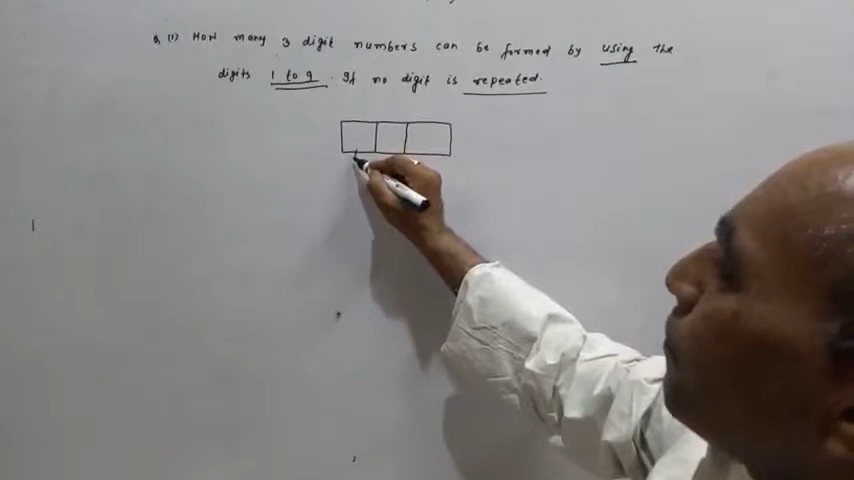 Q (1) How many 3 digit numbers can be formed by using the
digits 1 to 9. If no digit is repeated.